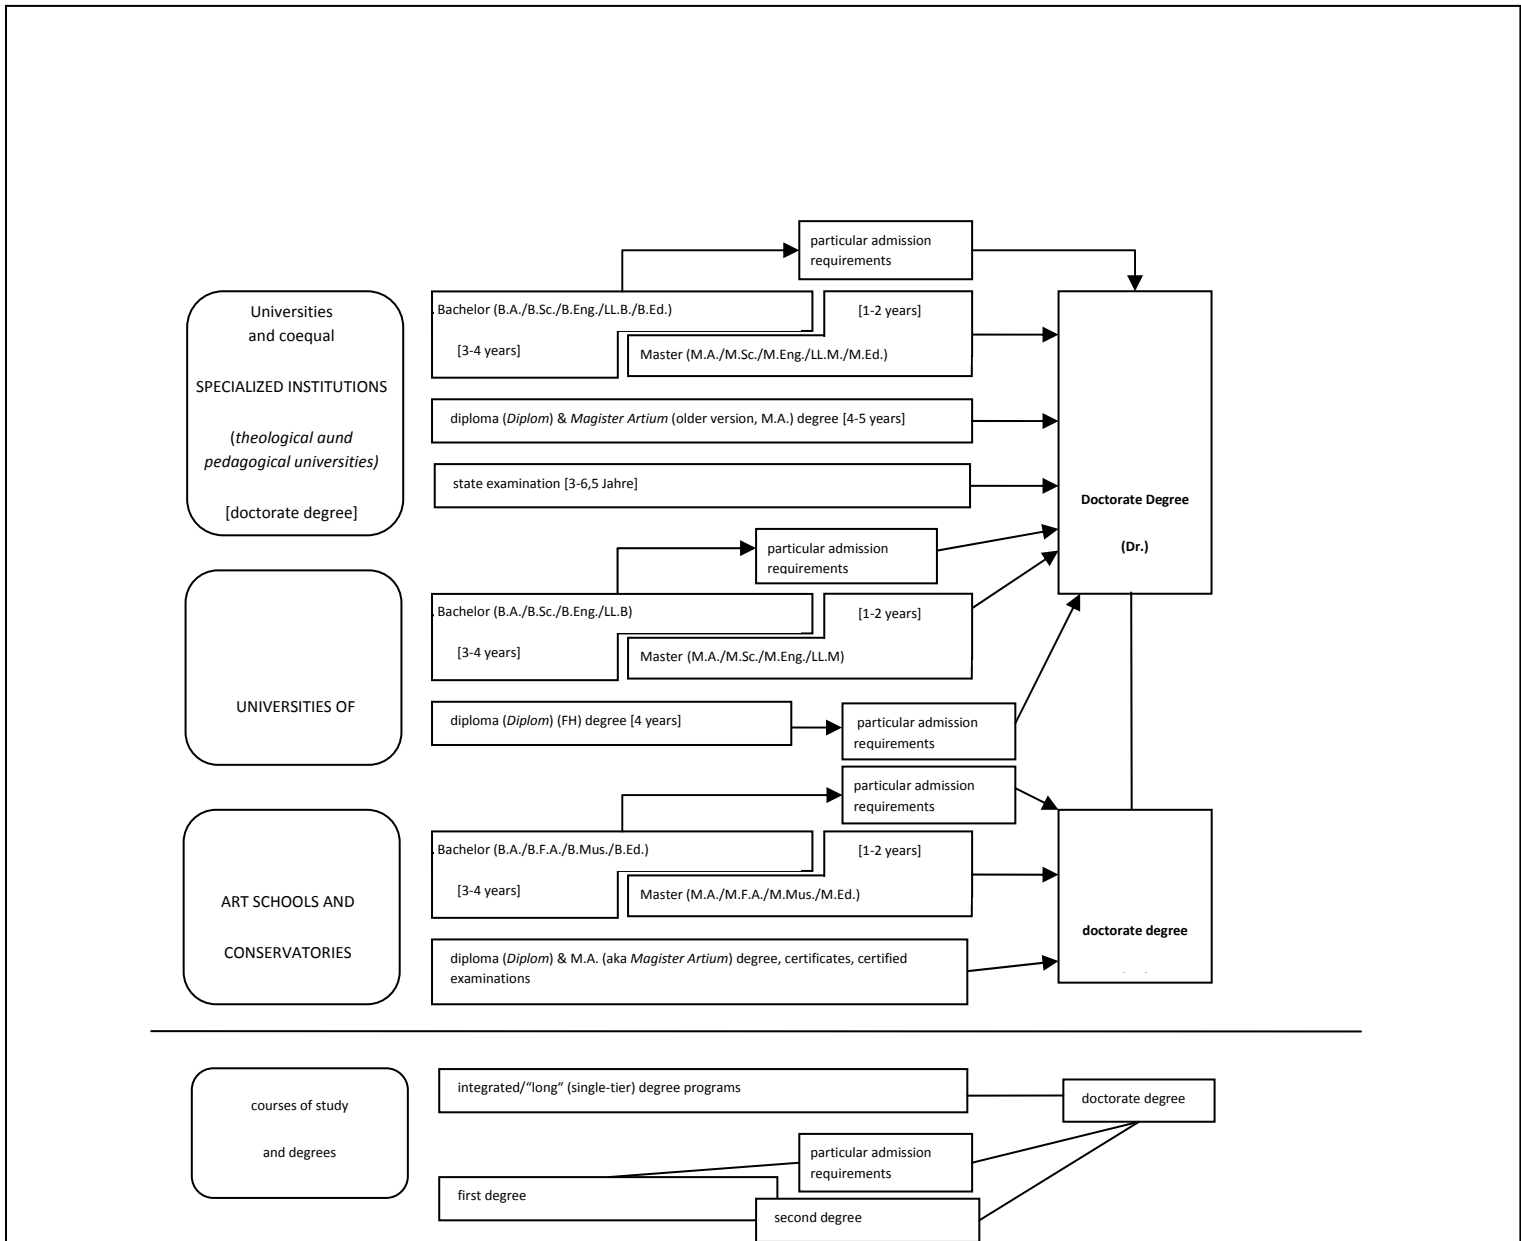 particular admission
requirements
Universities
and coequal
SPECIALIZED INSTITUTIONS
(theological aund
pedagogical universities)
[doctorate degree]
Bachelor (B.A./B.Sc./B.Eng./LL.B./B.Ed.)
[3-4 years]
[1-2 years]
Master (M.A./M.Sc./M.Eng./LL.M./M.Ed.)
diploma (Diplom) & Magister Artium (older version, M.A.) degree [4-5 years]
state examination [3-6,5 Jahre]
Doctorate Degree
(Dr.)
particular admission
requirements
UNIVERSITIES OF
Bachelor (B.A./B.Sc./B.Eng./LL.B)
[3-4 years]
[1-2 years]
Master (M.A./M.Sc./M.Eng./LL.M)
diploma (Diplom) (FH) degree [4 years]
particular admission
requirements
particular admission
requirements
ART SCHOOLS AND
CONSERVATORIES
Bachelor (B.A./B.F.A./B.Mus./B.Ed.)
[3-4 years]
[1-2 years]
Master (M.A./M.F.A./M.Mus./M.Ed.)
diploma (Diplom) & M.A. (aka Magister Artium) degree, certificates, certified
examinations
doctorate degree
courses of study
and degrees
integrated/“long“ (single-tier) degree programs
doctorate degree
particular admission
requirements
first degree
second degree